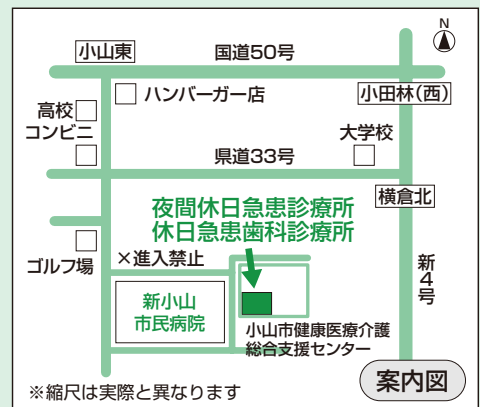 N
小山東
国道50号
ハンバーガー店
小田林(西)
高校
コンビニ
大学校
県道33号
横倉北
夜間休日急患診療所
休日急患歯科診療所
ゴルフ場
×進入禁止
新4号
新小山
市民病院
小山市健康医療介護
総合支援センター
案内図
※縮尺は実際と異なります